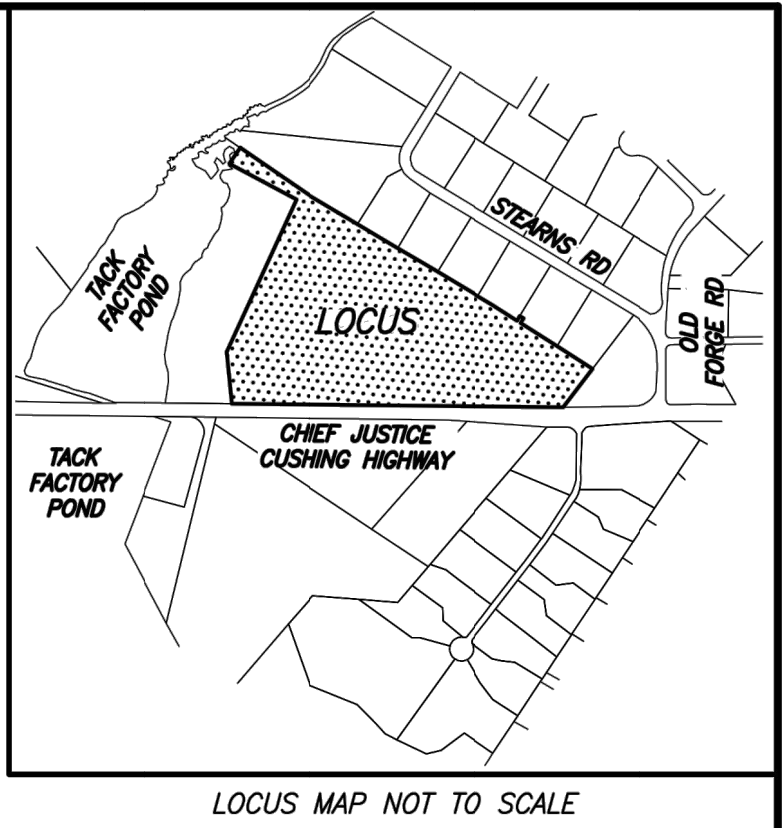 STEARNS RD
TACK
FACTORY
POND
LOCUS
OLD
FORGE RD
CHIEF JUSTICE
CUSHING HIGHWAY
TACK
FACTORY
POND
LOCUS MAP NOT TO SCALE